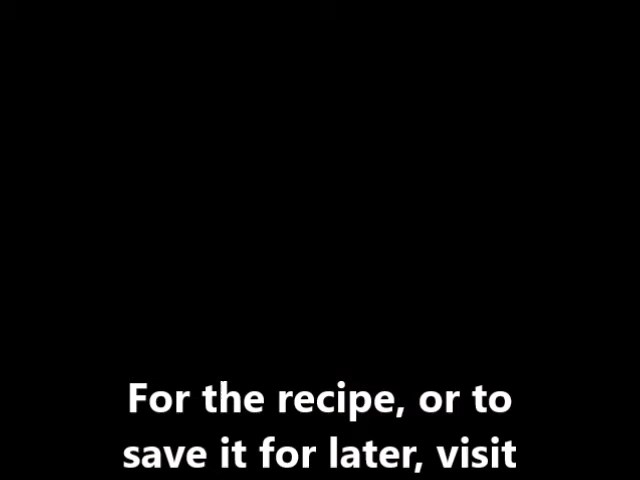 For the recipe, or to
save it for later, visit